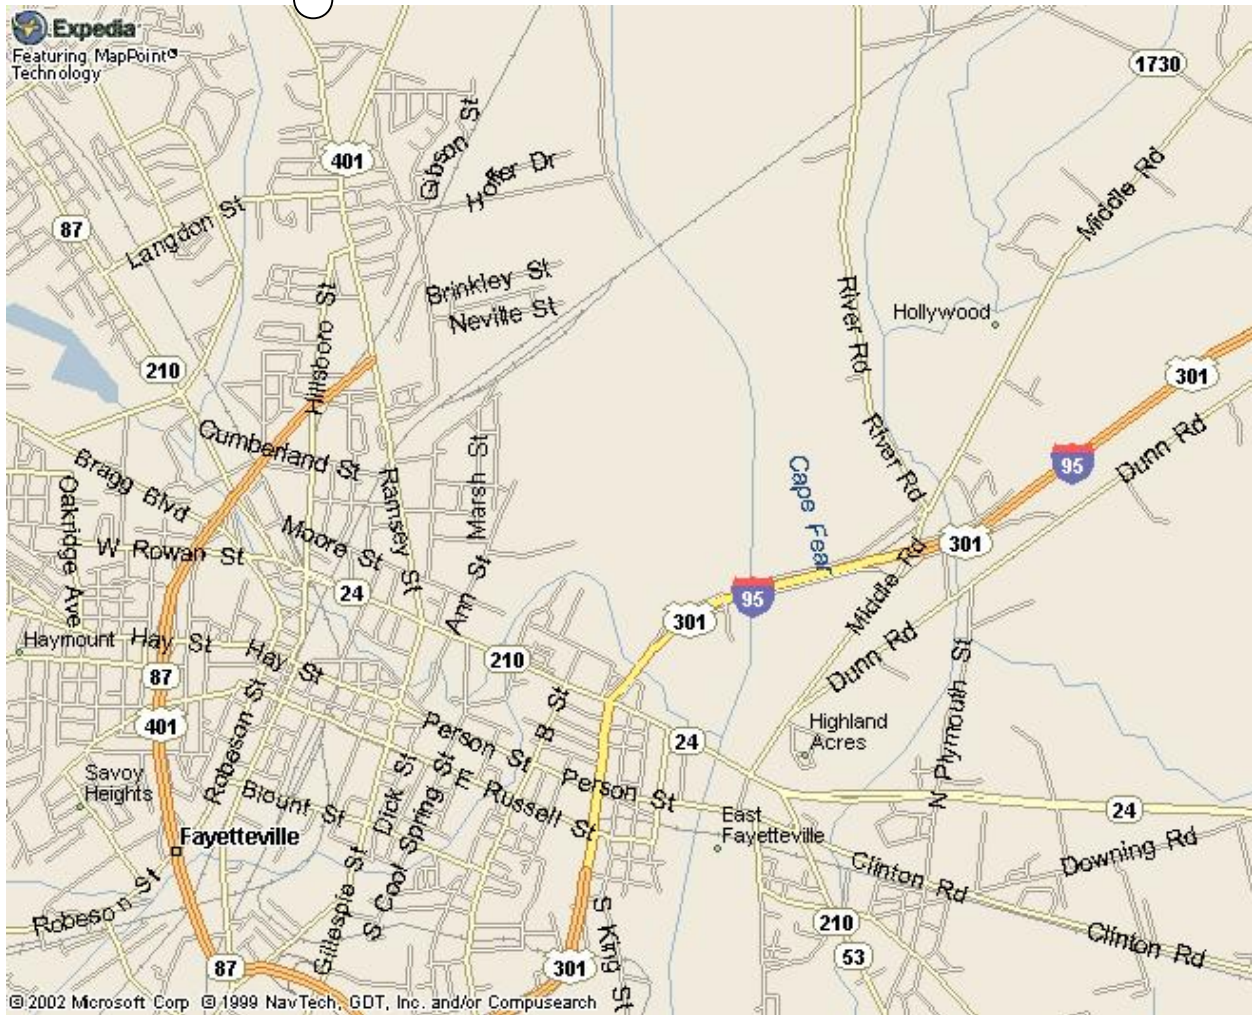 Expedia
Featuring MapPoint®
Technology
1730
401
Gibson St
Hoffer Dr
Middle Rd
87
Langdon St
Brinkley St
Neville St
Hillsboro St
River Rd
Hollywood
210
301
Cumberland St
Bragg Blvd
Oakridge Ave
Ramsey St
Marsh St
River Rd
95
Dunn Rd
Cape Fear
W Rowan St
Moore St
24
Ann St
301
Middle Rd
95
301
Haymount
Hay St
Hay St
210
87
Dunn Rd
N Plymouth St
401
Robeson St
B St
Person St
24
Highland
Acres
Savoy
Heights
Blount St
Dick St
S Cool Spring St
E Russell St
Person St
East
Fayetteville
24
Fayetteville
Downing Rd
Clinton Rd
Robeson St
Gillespie St
S King St
210
Clinton Rd
87
301
53
© 2002 Microsoft Corp © 1999 NavTech, GDT, Inc. and/or Compusearch